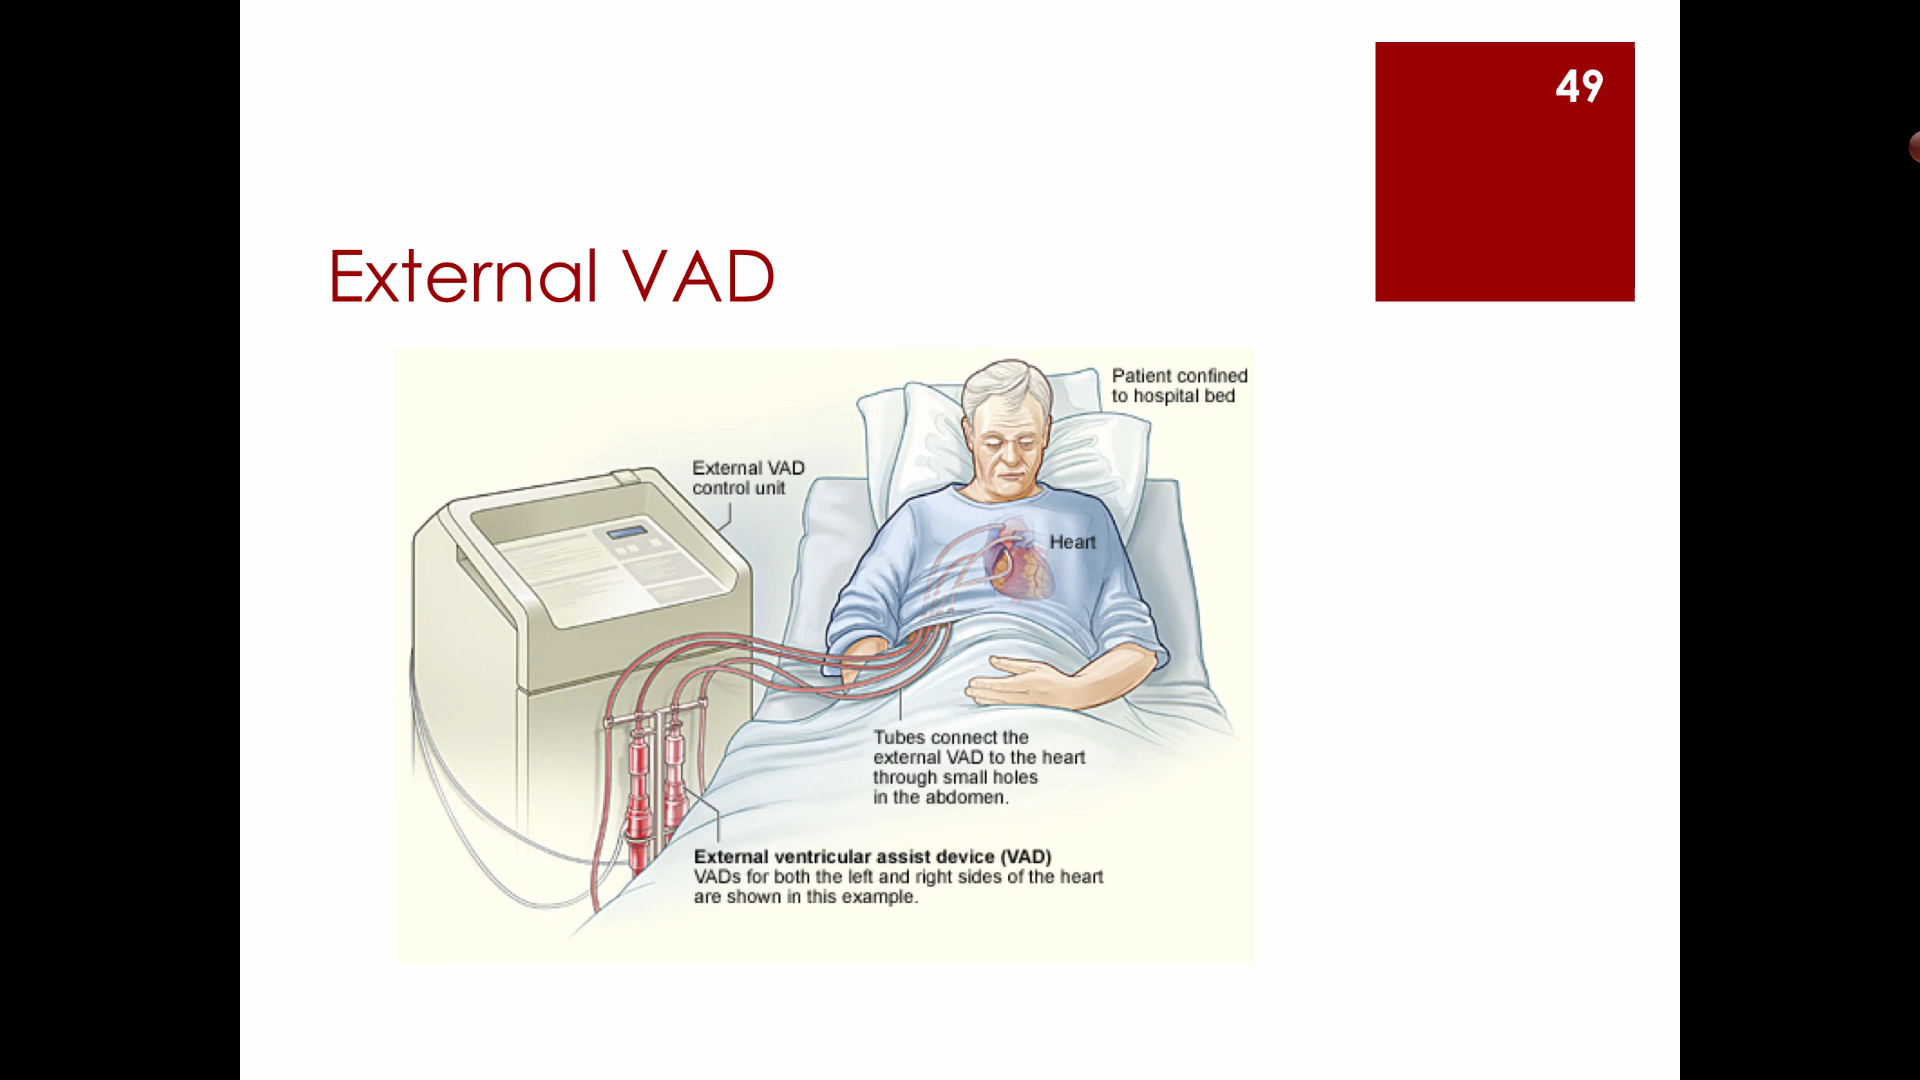 49
External VAD
Patient confined
to hospital bed
External VAD
control unit
Heart
Tubes connect the
external VAD to the heart
through small holes
in the abdomen.
External ventricular assist device (VAD)
VADs for both the left and right sides of the heart
are shown in this example.